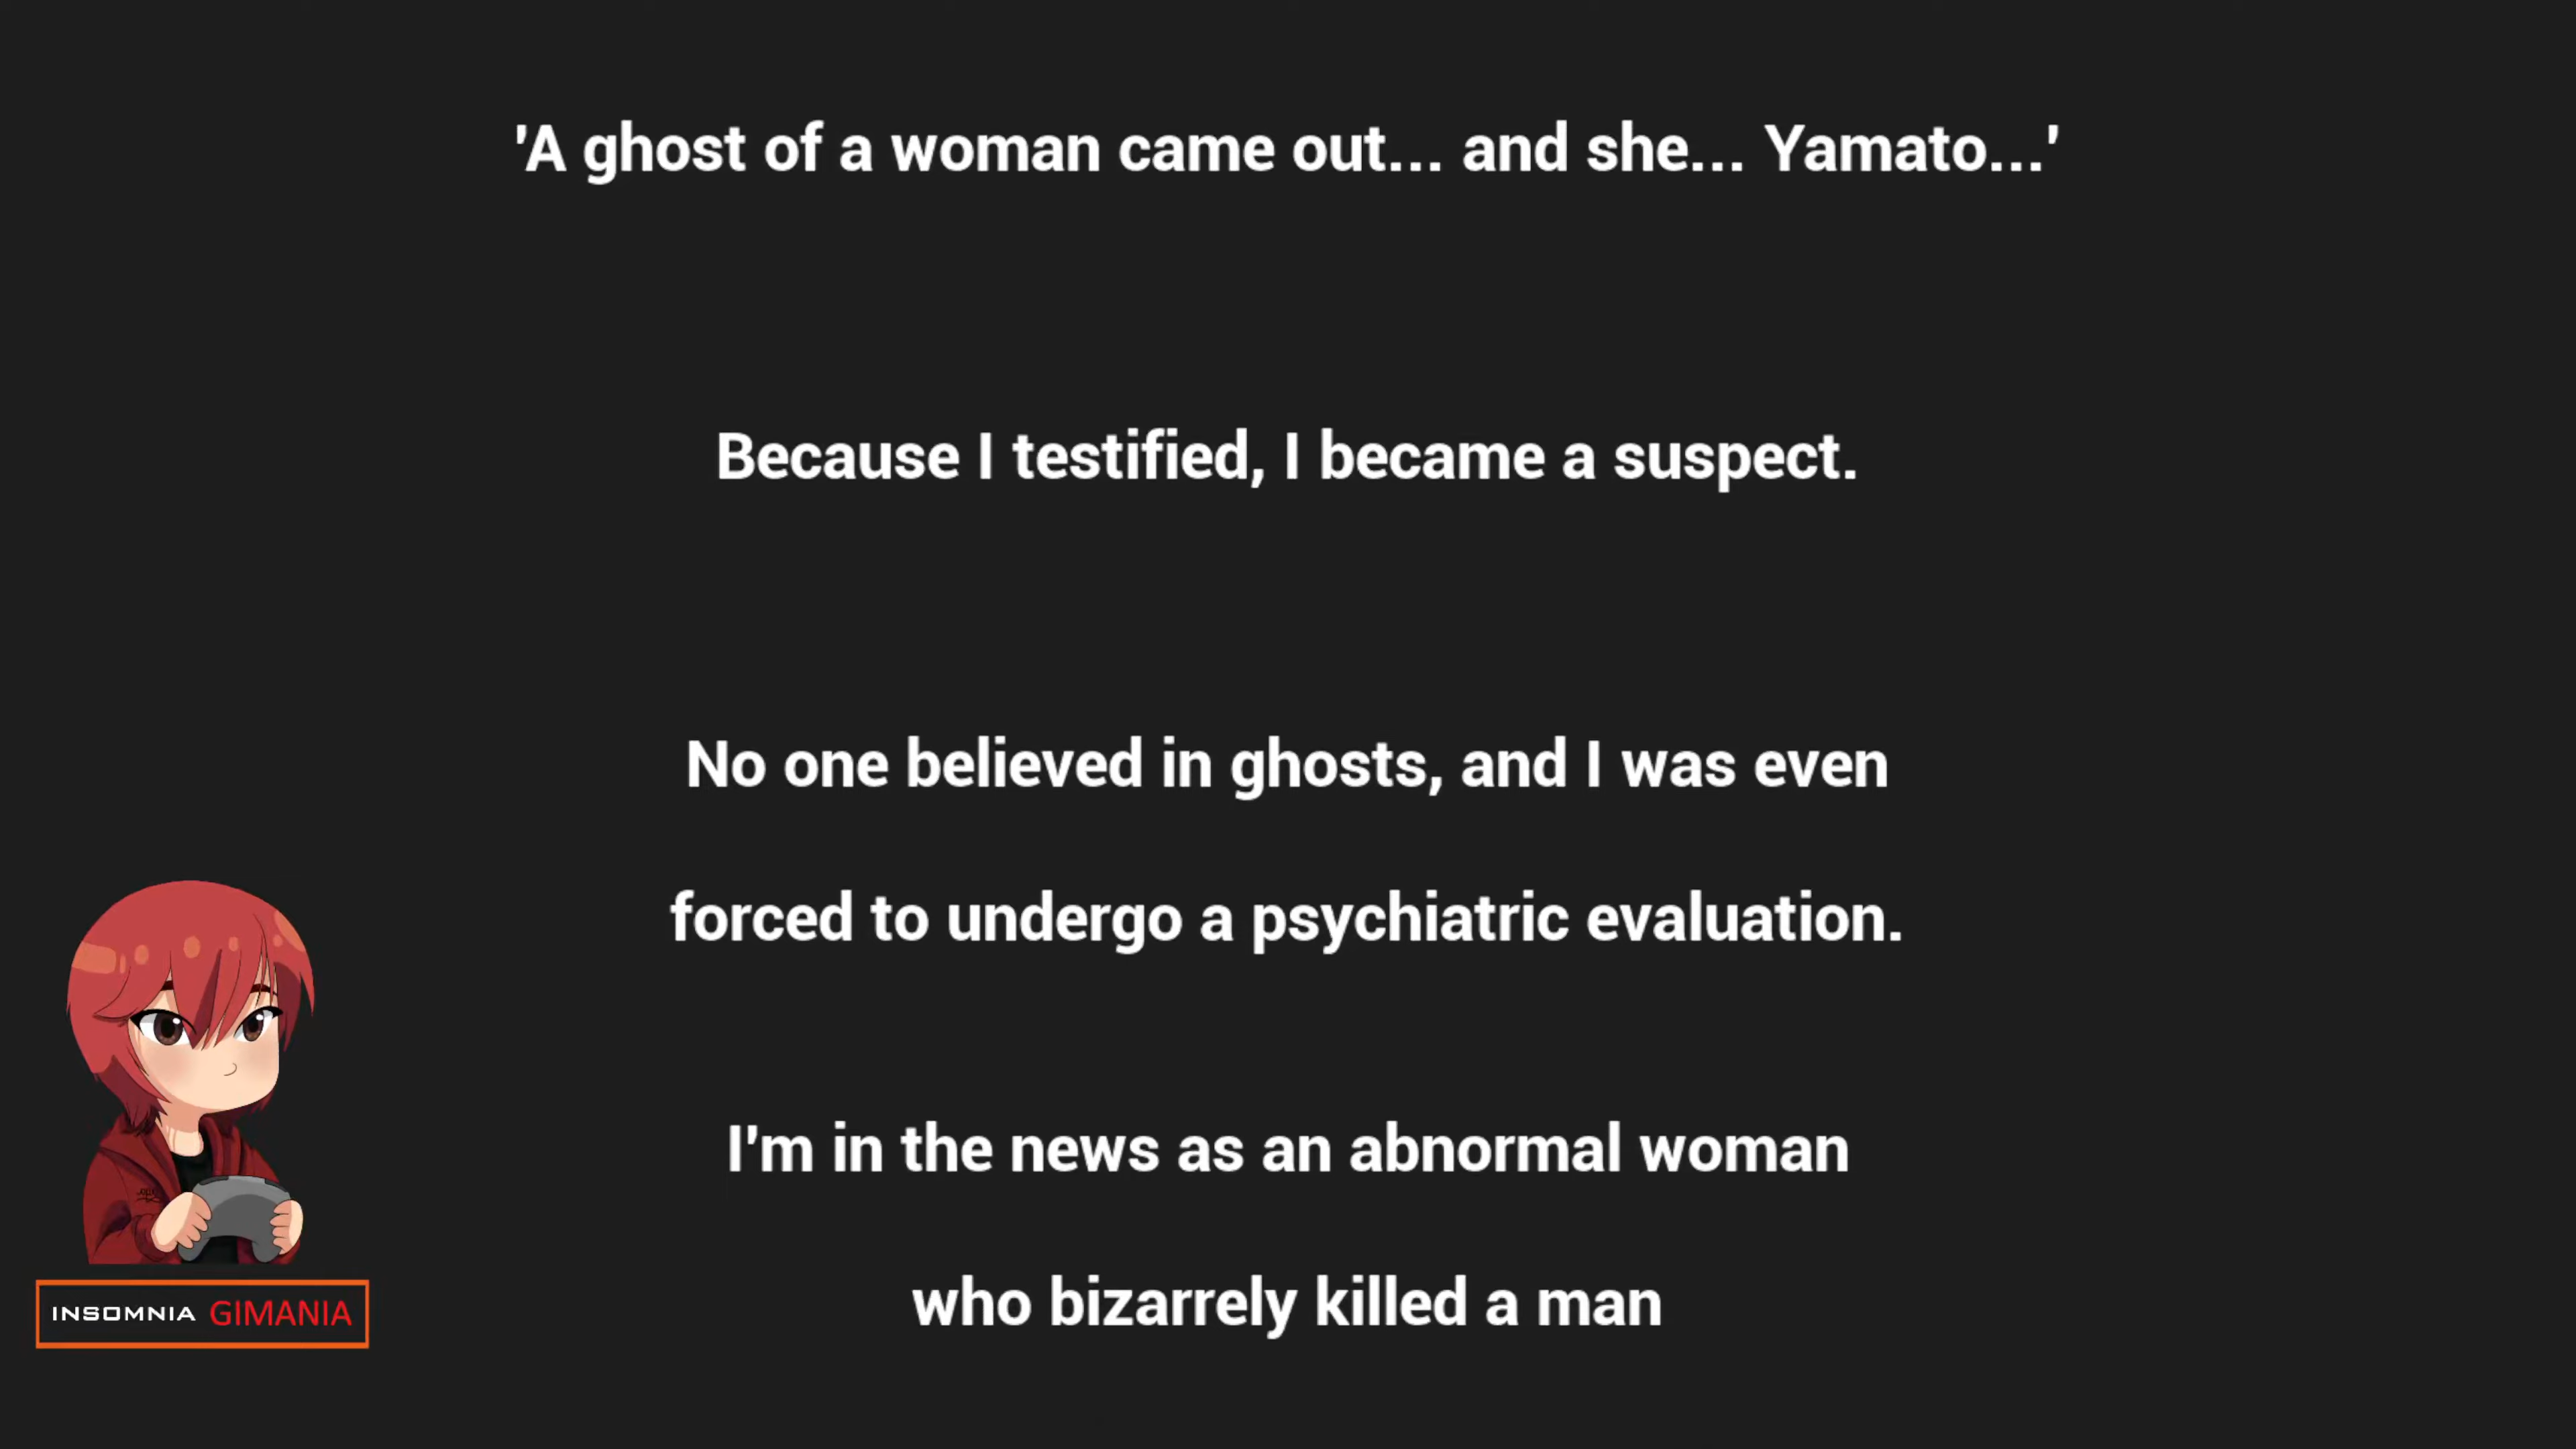 'A ghost of a woman came out... and she... Yamato...'
Because I testified, I became a suspect.
No one believed in ghosts, and I was even
forced to undergo a psychiatric evaluation.
I'm in the news as an abnormal woman
who bizarrely killed a man
INSOMNIA GIMANIA